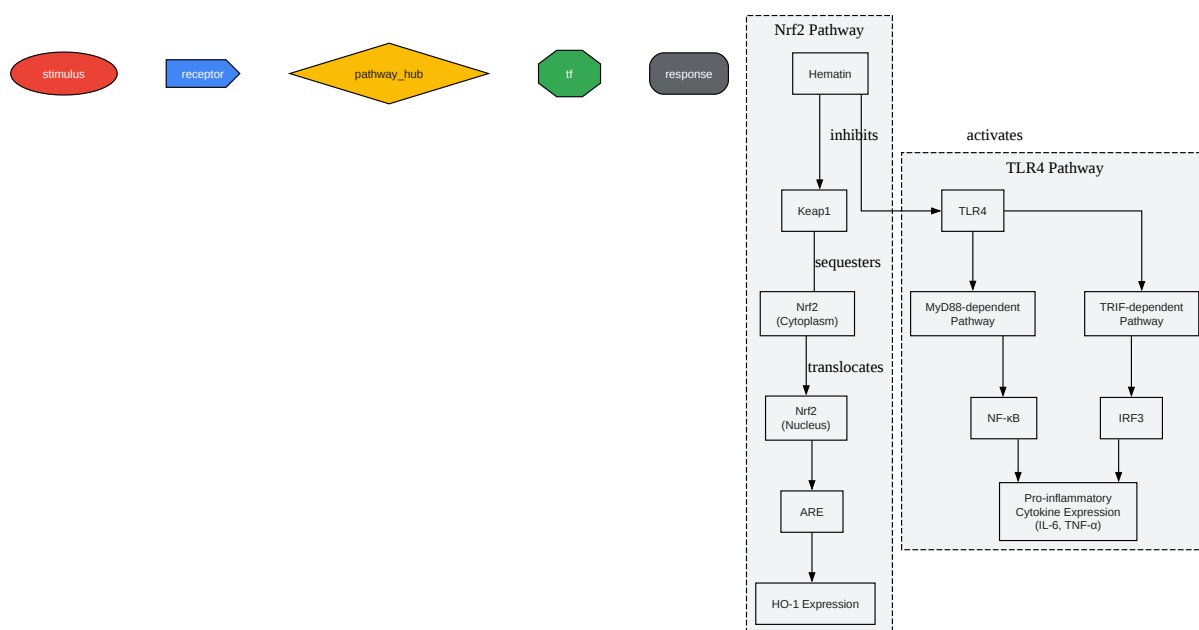 stimulus
receptor
pathway_hub
tf
response
Nrf2 Pathway
Hematin
inhibits
activates
Keap1
sequesters
Nrf2
(Cytoplasm)
translocates
Nrf2
(Nucleus)
ARE
HO-1 Expression
TLR4 Pathway
TLR4
MyD88-dependent
Pathway
TRIF-dependent
Pathway
NF-κB
IRF3
Pro-inflammatory
Cytokine Expression
(IL-6, TNF-α)